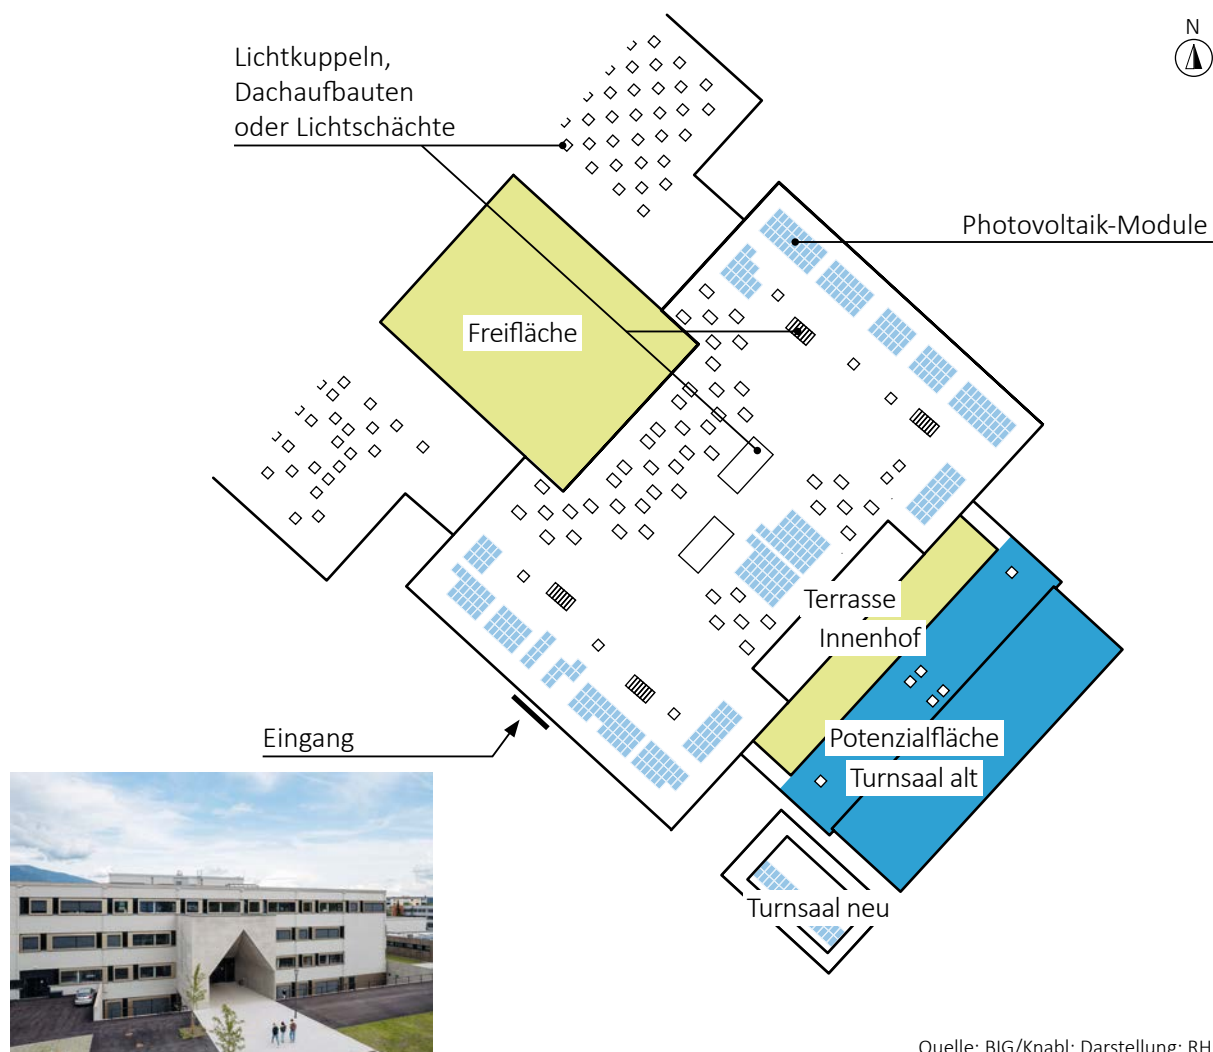 N
Lichtkuppeln,
Dachaufbauten
oder Lichtschächte
Photovoltaik-Module
Freifläche
Terrasse
Innenhof
Eingang
Potenzialfläche
Turnsaal alt
Turnsaal neu
Quelle: BIG/Knabl; Darstellung: RH